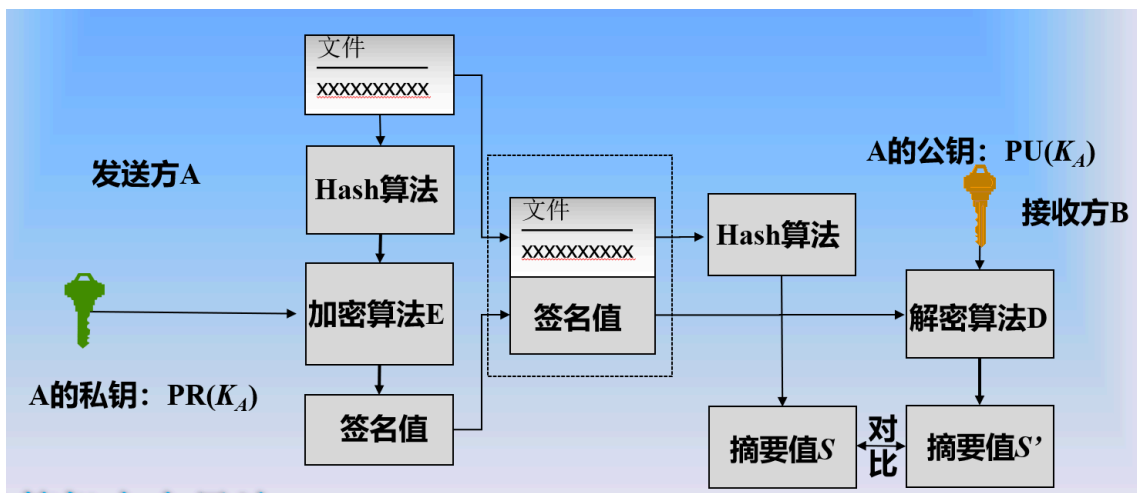 文件
xxxxxxxxxx
发送方A
Hash算法
加密算法E
A的私钥：PR(K_A)
签名值
文件
xxxxxxxxxx
签名值
Hash算法
A的公钥：PU(K_A)
接收方B
解密算法D
摘要值S
对比
摘要值S’